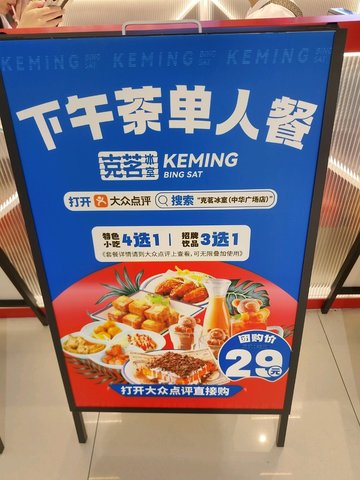 KEMING BING SAT KEMING BING SAT KEMING
下午茶单人餐
克茗冰室 KEMING
BING SAT
打开 大众点评 搜索 "克茗冰室(中华广场店)"
特色小吃 4选1 | 招牌饮品 3选1
(套餐详情请到大众点评上查看,可无限叠加使用)
团购价
29元
打开大众点评直接购